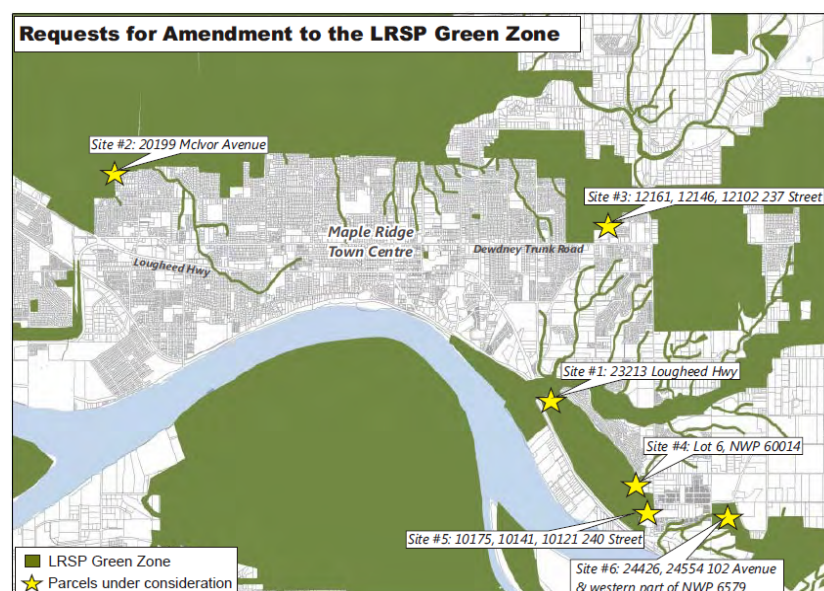 Requests for Amendment to the LRSP Green Zone
Site #2: 20199 McIvor Avenue
Site #3: 12161, 12146, 12102 237 Street
Maple Ridge
Town Centre
Dewdney Trunk Road
Lougheed Hwy
Site #1: 23213 Lougheed Hwy
Site #4: Lot 6, NWP 60014
Site #5: 10175, 10141, 10121 240 Street
Site #6: 24426, 24554 102 Avenue
& western part of NWP 6579
LRSP Green Zone
Parcels under consideration